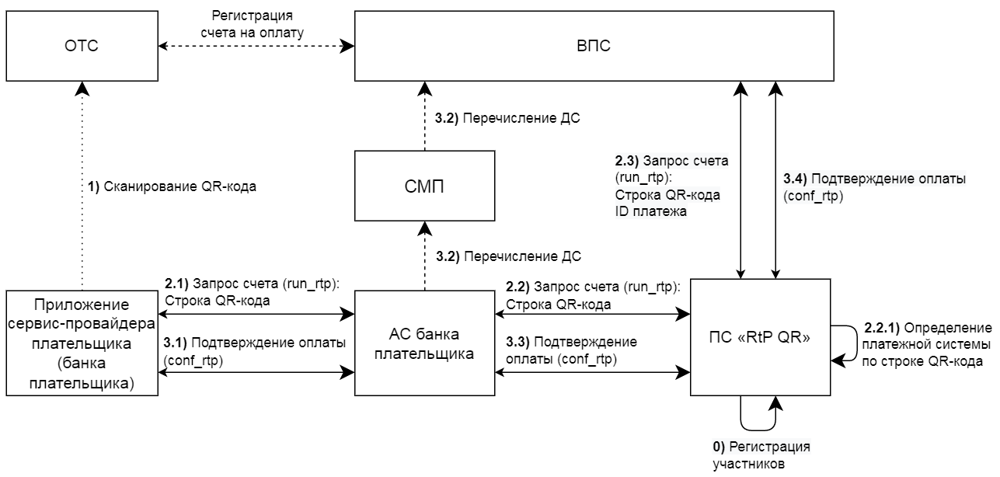 Регистрация
счета на оплату
ОТС
ВПС
3.2) Перечисление ДС
2.3) Запрос счета
(run_rtp):
Строка QR-кода
ID платежа
3.4) Подтверждение оплаты
(conf_rtp)
1) Сканирование QR-кода
СМП
3.2) Перечисление ДС
2.1) Запрос счета (run_rtp):
Строка QR-кода
2.2) Запрос счета (run_rtp):
Строка QR-кода
Приложение
сервис-провайдера
плательщика
(банка
плательщика)
3.1) Подтверждение оплаты
(conf_rtp)
АС банка
плательщика
3.3) Подтверждение
оплаты (conf_rtp)
ПС «RtP QR»
2.2.1) Определение
платежной системы
по строке QR-кода
0) Регистрация
участников